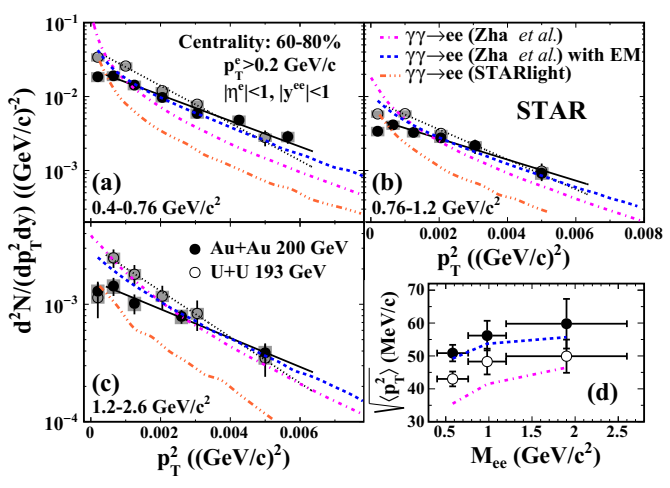 Centrality: 60-80%
p_T^e>0.2 GeV/c
|η^e|<1, |y^ee|<1
(a)
0.4-0.76 GeV/c²
10⁻¹
10⁻²
10⁻³
γγ→ee (Zha et al.)
γγ→ee (Zha et al.) with EM
γγ→ee (STARlight)
STAR
(b)
0.76-1.2 GeV/c²
0 0.002 0.004 0.006 0.008
p_T² ((GeV/c)²)
d²N/(dp_T²dy) ((GeV/c)⁻²)
Au+Au 200 GeV
U+U 193 GeV
(c)
1.2-2.6 GeV/c²
10⁻³
10⁻⁴
0 0.002 0.004 0.006
p_T² ((GeV/c)²)
√⟨p_T²⟩ (MeV/c)
70
60
50
40
30
(d)
0 0.5 1 1.5 2 2.5
M_ee (GeV/c²)